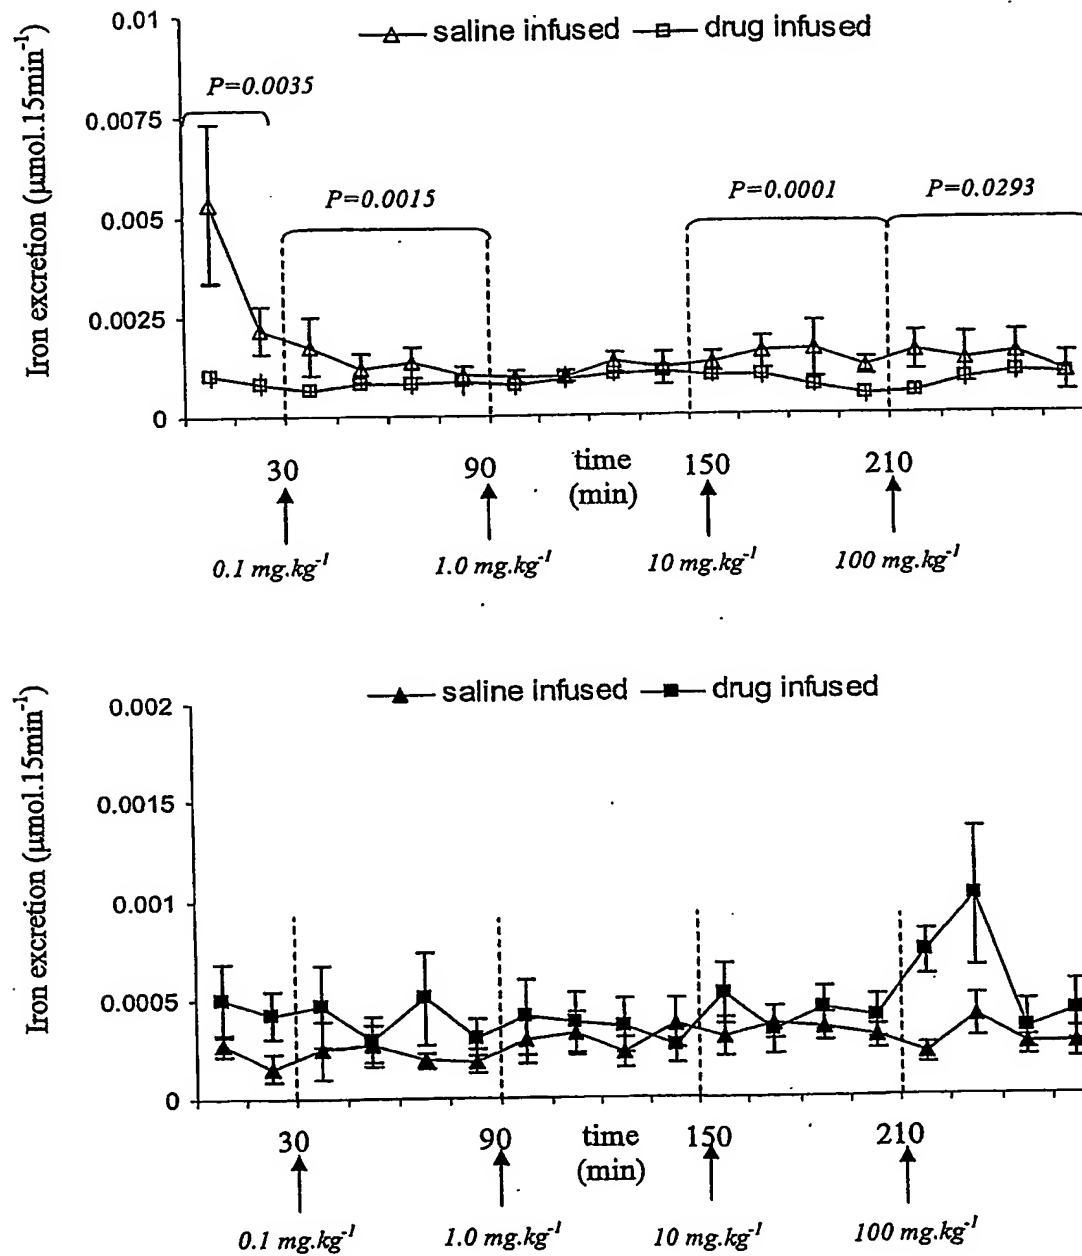 saline infused drug infused
Iron excretion (μmol.15min⁻¹)
0.01
0.0075
0.005
0.0025
0
P=0.0035
P=0.0015
P=0.0001
P=0.0293
30 90 time 150 210
(min)
0.1 mg.kg⁻¹ 1.0 mg.kg⁻¹ 10 mg.kg⁻¹ 100 mg.kg⁻¹
saline infused drug infused
Iron excretion (μmol.15min⁻¹)
0.002
0.0015
0.001
0.0005
0
30 90 time 150 210
(min)
0.1 mg.kg⁻¹ 1.0 mg.kg⁻¹ 10 mg.kg⁻¹ 100 mg.kg⁻¹